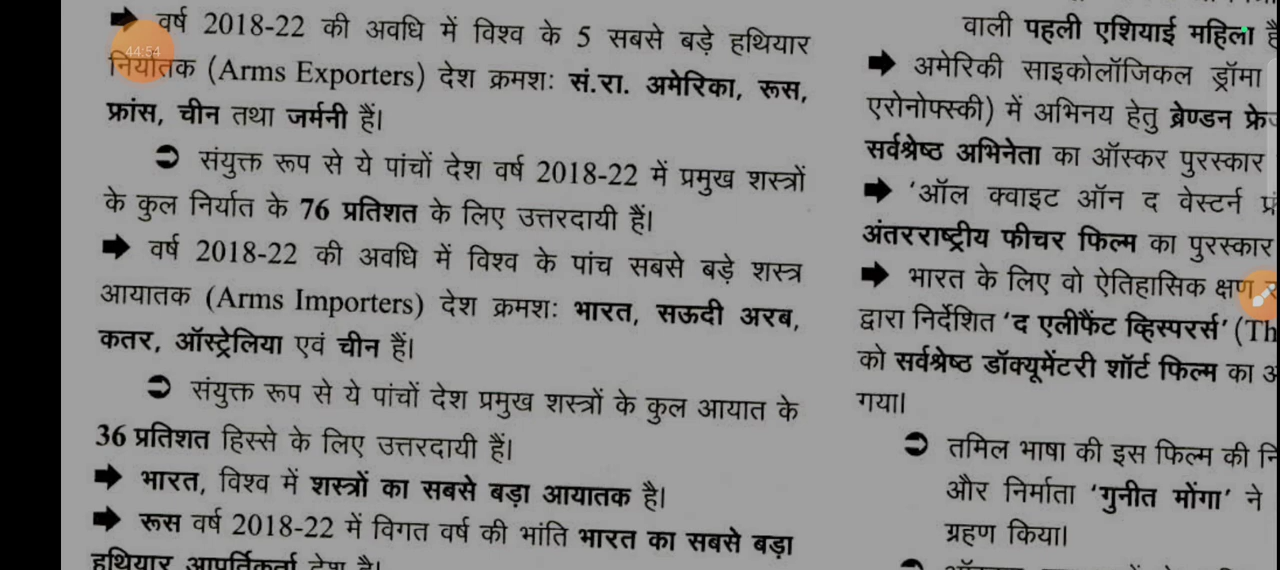 वर्ष 2018-22 की अवधि में विश्व के 5 सबसे बड़े हथियार
निर्यातक (Arms Exporters) देश क्रमशः सं.रा. अमेरिका, रूस,
फ्रांस, चीन तथा जर्मनी हैं।
संयुक्त रूप से ये पांचों देश वर्ष 2018-22 में प्रमुख शस्त्रों
के कुल निर्यात के 76 प्रतिशत के लिए उत्तरदायी हैं।
वर्ष 2018-22 की अवधि में विश्व के पांच सबसे बड़े शस्त्र
आयातक (Arms Importers) देश क्रमशः भारत, सऊदी अरब,
कतर, ऑस्ट्रेलिया एवं चीन हैं।
संयुक्त रूप से ये पांचों देश प्रमुख शस्त्रों के कुल आयात के
36 प्रतिशत हिस्से के लिए उत्तरदायी हैं।
भारत, विश्व में शस्त्रों का सबसे बड़ा आयातक है।
रूस वर्ष 2018-22 में विगत वर्ष की भांति भारत का सबसे बड़ा
हथियार आपूर्तिकर्ता देश है।
वाली पहली एशियाई महिला
अमेरिकी साइकोलॉजिकल ड्रॉमा
एरोनोफ्स्की) में अभिनय हेतु ब्रेण्डन
सर्वश्रेष्ठ अभिनेता का ऑस्कर पुरस्कार
'ऑल क्वाइट ऑन द वेस्टर्न
अंतरराष्ट्रीय फीचर फिल्म का पुरस्कार
भारत के लिए वो ऐतिहासिक क्षण
द्वारा निर्देशित 'द एलीफैंट व्हिस्परर्स'
को सर्वश्रेष्ठ डॉक्यूमेंटरी शॉर्ट फिल्म का
गया।
तमिल भाषा की इस फिल्म की
और निर्माता 'गुनीत मोंगा' ने
ग्रहण किया।
44:54